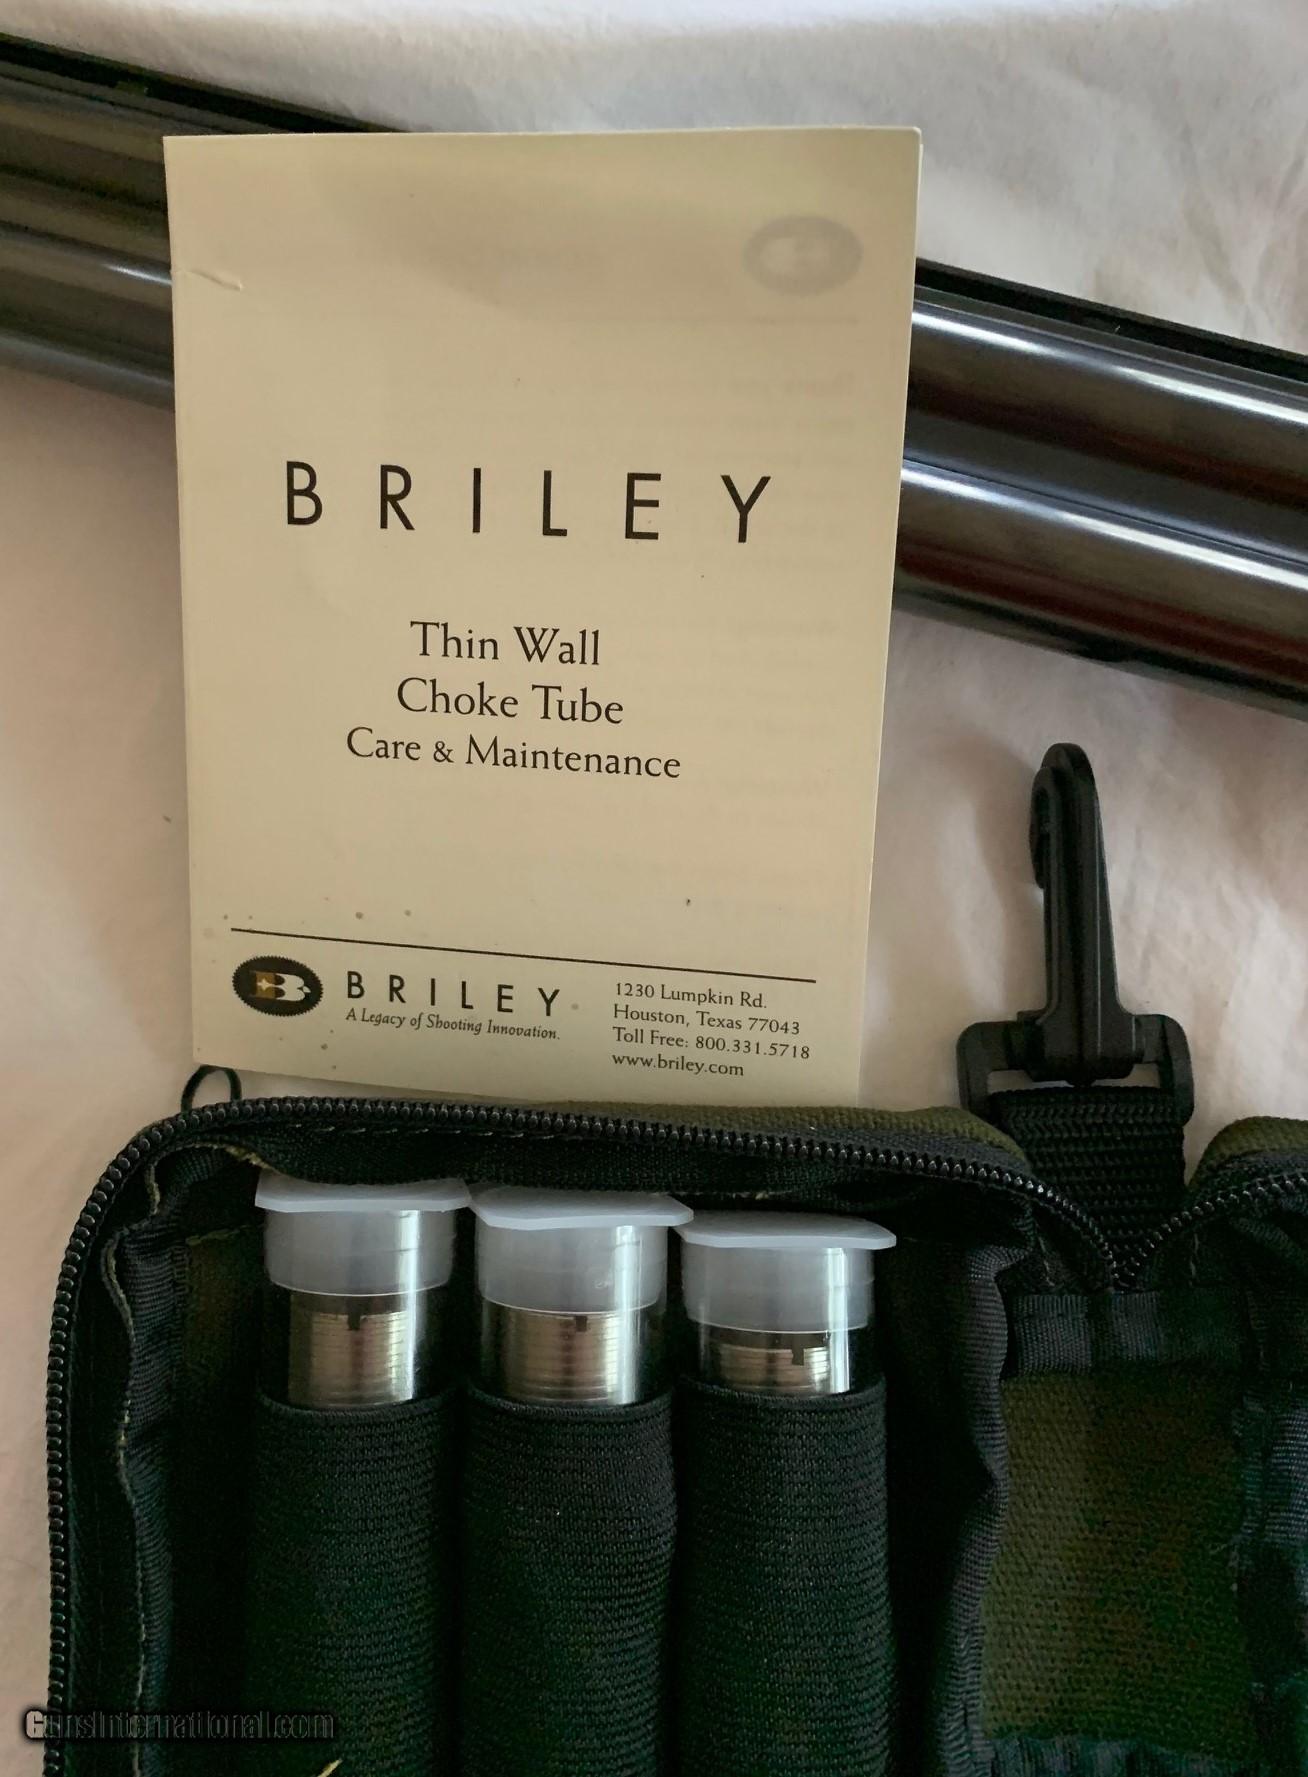 BRILEY
Thin Wall
Choke Tube
Care & Maintenance
B
BRILEY
A Legacy of Shooting Innovation.
1230 Lumpkin Rd.
Houston, Texas 77043
Toll Free: 800.331.5718
www.briley.com
GunsInternational.com